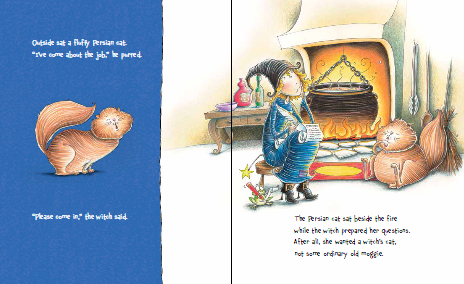 Outside sat a fluffy Persian cat.
"I've come about the job," he purred.
"Please come in," the witch said.
The Persian cat sat beside the fire
while the witch prepared her questions.
After all, she wanted a witch's cat,
not some ordinary old moggie.